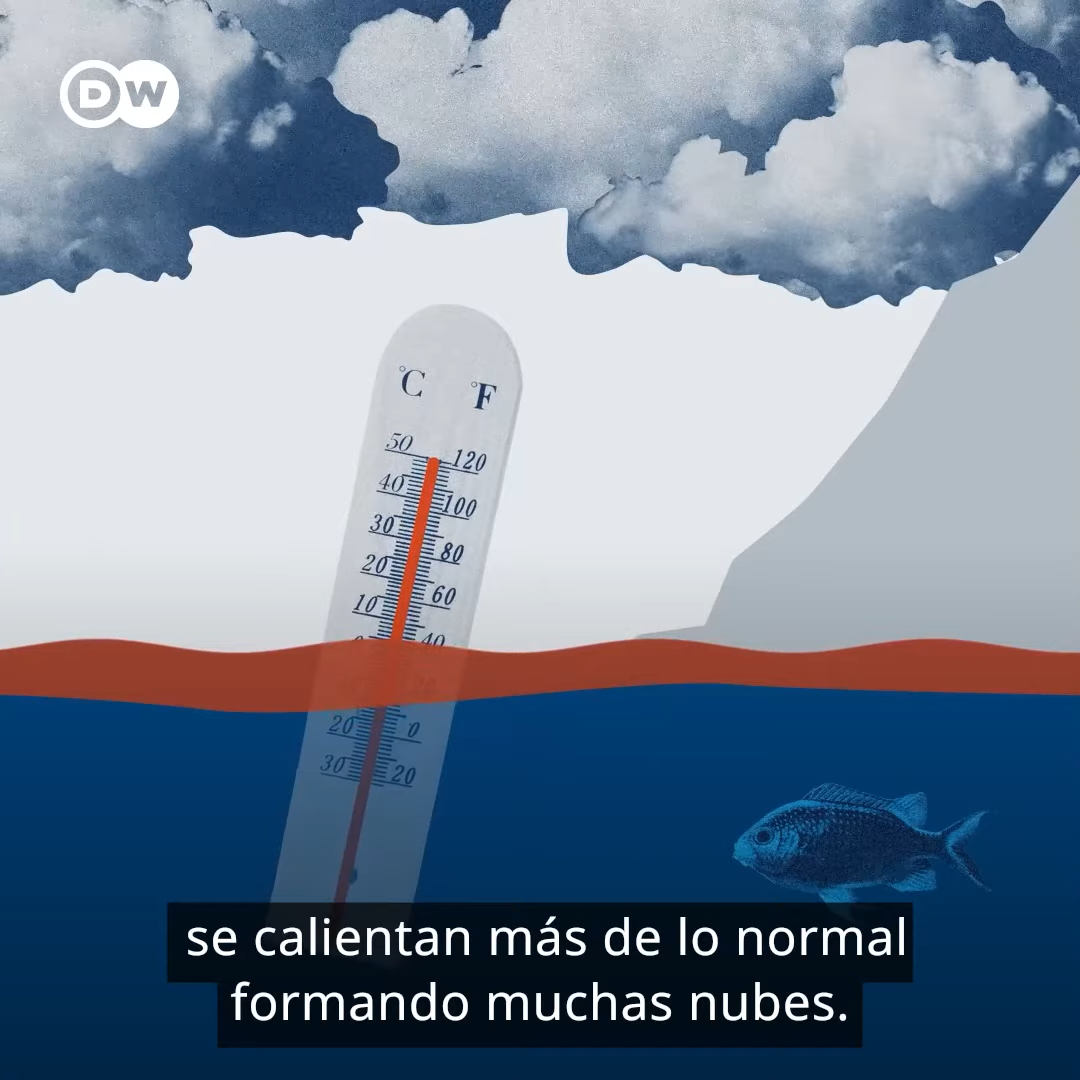 DW
°C °F
50 120
40 100
30 80
20 60
10 40
20 0
30 20
se calientan más de lo normal
formando muchas nubes.